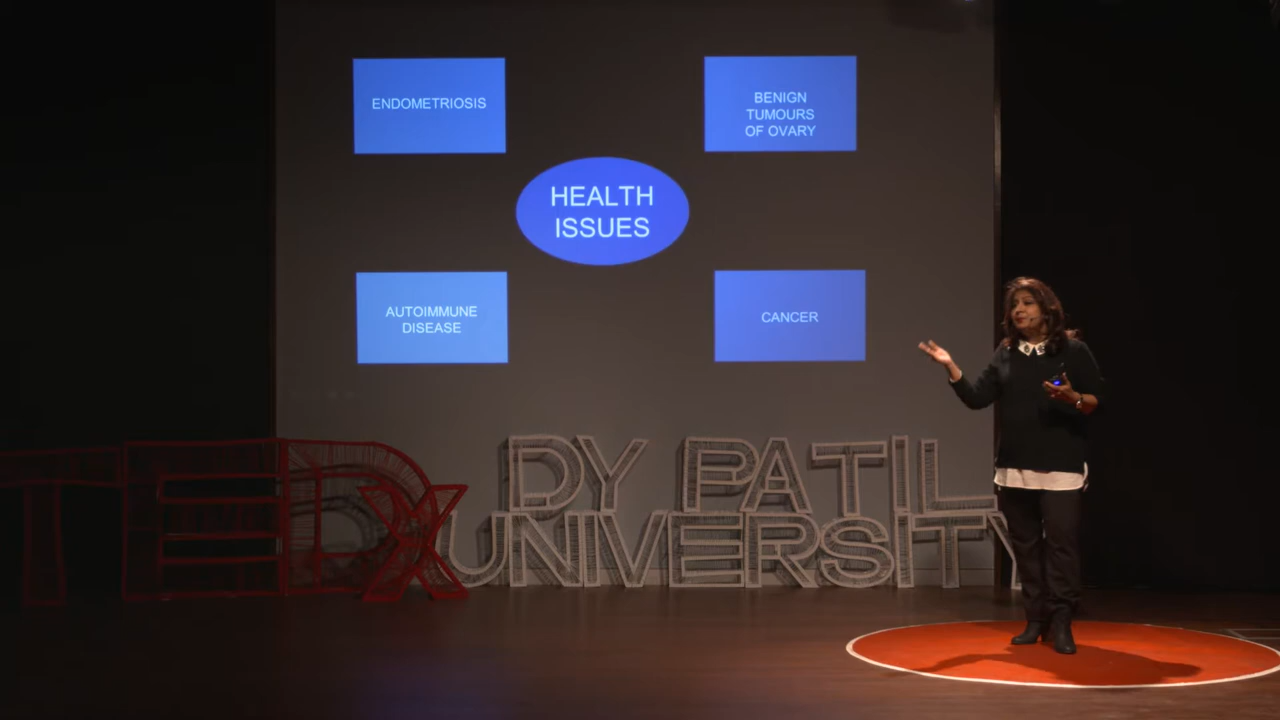 ENDOMETRIOSIS
BENIGN
TUMOURS
OF OVARY
HEALTH
ISSUES
AUTOIMMUNE
DISEASE
CANCER
TEDx
DY PATIL
UNIVERSITY